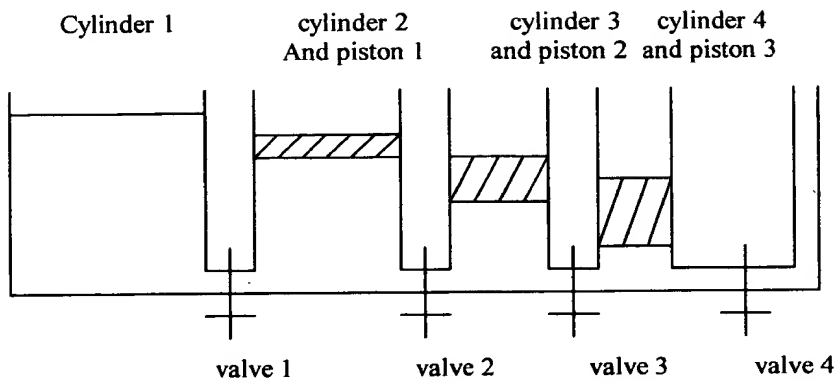 Cylinder 1
cylinder 2
And piston 1
cylinder 3
and piston 2
cylinder 4
and piston 3
valve 1
valve 2
valve 3
valve 4